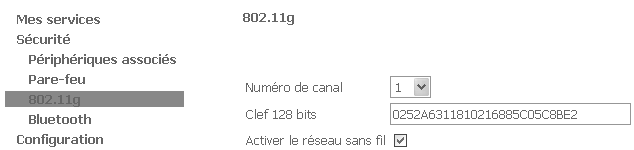 Mes services
Sécurité
Périphériques associés
Pare-feu
802.11g
Bluetooth
Configuration
802.11g
Numéro de canal 1
Clef 128 bits 0252A6311810216885C05C8BE2
Activer le réseau sans fil